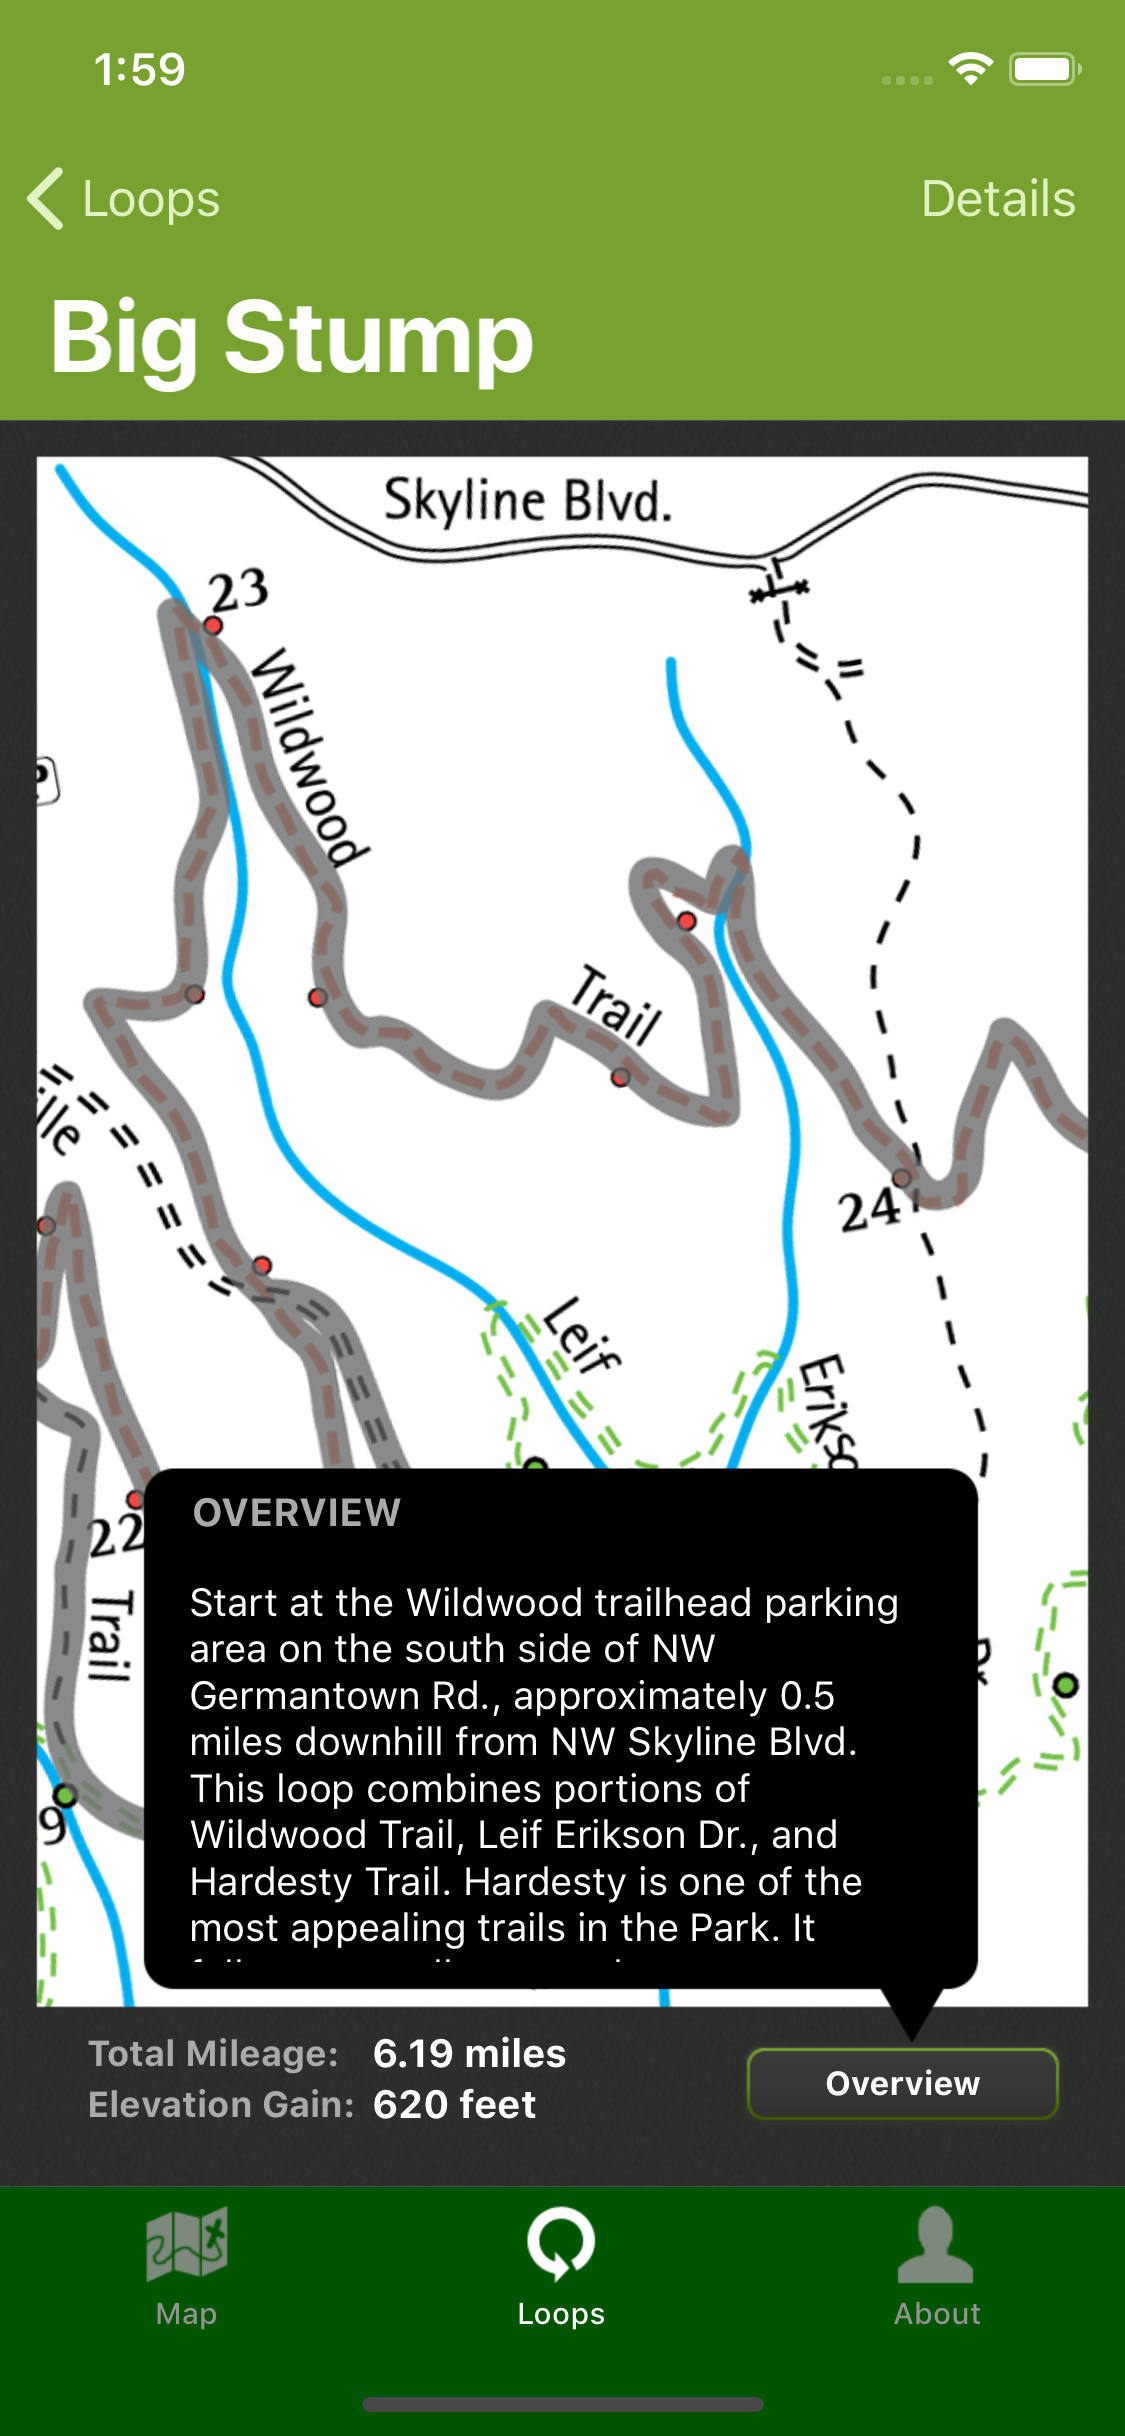 1:59
Loops
Details
Big Stump
Skyline Blvd.
23
Wildwood
Trail
24
Leif
22
Trail
9
OVERVIEW
Start at the Wildwood trailhead parking
area on the south side of NW
Germantown Rd., approximately 0.5
miles downhill from NW Skyline Blvd.
This loop combines portions of
Wildwood Trail, Leif Erikson Dr., and
Hardesty Trail. Hardesty is one of the
most appealing trails in the Park. It
Total Mileage: 6.19 miles
Elevation Gain: 620 feet
Overview
Map
Loops
About